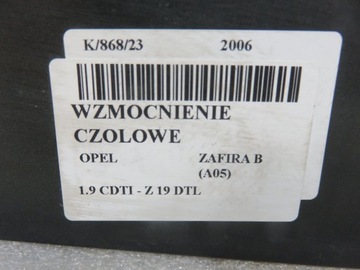 K/868/23 2006
WZMOCNIENIE
CZOLOWE
OPEL ZAFIRA B
(A05)
1.9 CDTI - Z 19 DTL